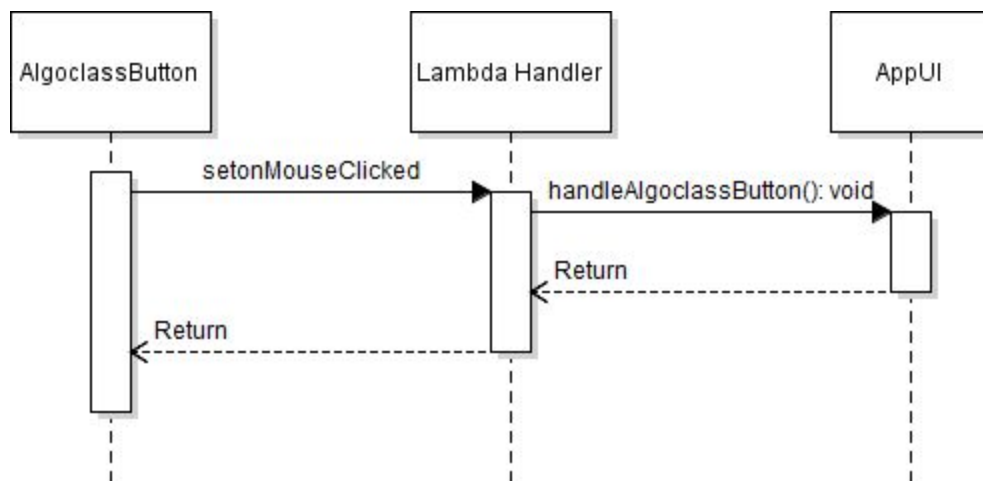 AlgoclassButton
Lambda Handler
AppUI
setonMouseClicked
handleAlgoclassButton(): void
Return
Return